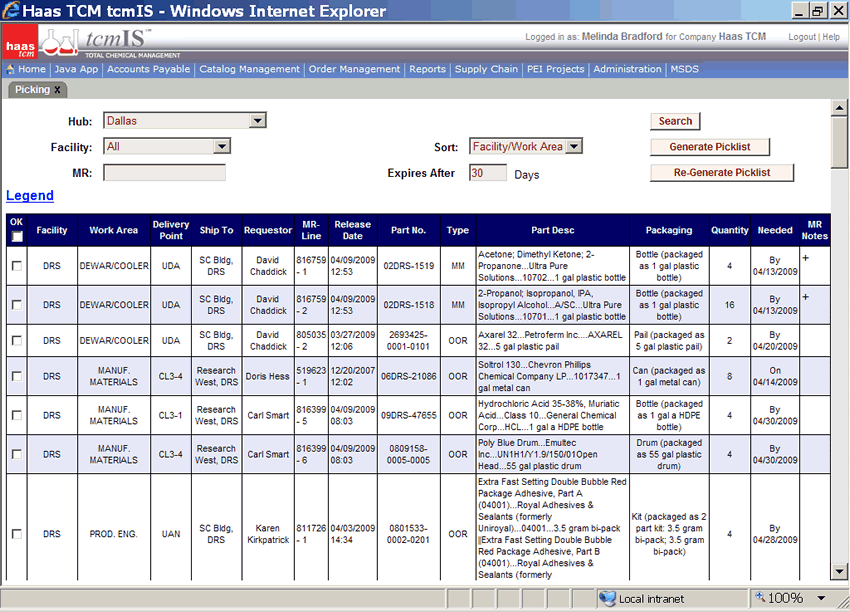 Haas TCM tcmIS - Windows Internet Explorer
haas tcm
tcmIS™
TOTAL CHEMICAL MANAGEMENT
Logged in as: Melinda Bradford for Company Haas TCM
Logout | Help
Home | Java App | Accounts Payable | Catalog Management | Order Management | Reports | Supply Chain | PEI Projects | Administration | MSDS
Picking x
Hub: Dallas
Search
Facility: All
Sort: Facility/Work Area
Generate Picklist
MR:
Expires After 30 Days
Re-Generate Picklist
Legend
OK Facility Work Area Delivery Point Ship To Requestor MR-Line Release Date Part No. Type Part Desc Packaging Quantity Needed MR Notes
DRS DEWAR/COOLER UDA SC Bldg, DRS David Chaddick 816759 - 1 04/09/2009 12:53 02DRS-1519 MM Acetone; Dimethyl Ketone; 2-Propanone...Ultra Pure Solutions...10702...1 gal plastic bottle Bottle (packaged as 1 gal plastic bottle) 4 By 04/13/2009 +
DRS DEWAR/COOLER UDA SC Bldg, DRS David Chaddick 816759 - 2 04/09/2009 12:53 02DRS-1518 MM 2-Propanol; Isopropanol, IPA, Isopropyl Alcohol...A/SC...Ultra Pure Solutions...10701...1 gal plastic bottle Bottle (packaged as 1 gal plastic bottle) 16 By 04/13/2009 +
DRS DEWAR/COOLER UDA SC Bldg, DRS David Chaddick 805035 - 2 03/27/2009 12:06 2693425-0001-0101 OOR Axarel 32...Petroferm Inc....AXAREL 32...5 gal plastic pail Pail (packaged as 5 gal plastic pail) 2 By 04/20/2009
DRS MANUF. MATERIALS CL3-4 Research West, DRS Doris Hess 519623 - 1 12/20/2007 12:02 06DRS-21086 OOR Soltrol 130...Chevron Phillips Chemical Company LP...1017347...1 gal metal can Can (packaged as 1 gal metal can) 8 On 04/14/2009
DRS MANUF. MATERIALS CL3-1 Research West, DRS Carl Smart 816399 - 5 04/09/2009 08:03 09DRS-47655 OOR Hydrochloric Acid 35-38%, Muriatic Acid...Class 10...General Chemical Corp...HCL...1 gal a HDPE bottle Bottle (packaged as 1 gal a HDPE bottle) 4 By 04/30/2009
DRS MANUF. MATERIALS CL3-4 Research West, DRS Carl Smart 816399 - 6 04/09/2009 08:03 0809158-0005-0005 OOR Poly Blue Drum...Emultec Inc...UN1H1/Y1.9/150/01Open Head...55 gal plastic drum Drum (packaged as 55 gal plastic drum) 4 By 04/30/2009
DRS PROD. ENG. UAN SC Bldg, DRS Karen Kirkpatrick 811726 - 1 04/03/2009 14:34 0801533-0002-0201 OOR Extra Fast Setting Double Bubble Red Package Adhesive, Part A (04001)...Royal Adhesives & Sealants (formerly Uniroyal)...04001...3.5 gram bi-pack ||Extra Fast Setting Double Bubble Red Package Adhesive, Part B (04001)...Royal Adhesives & Sealants (formerly Kit (packaged as 2 part kit: 3.5 gram bi-pack; 3.5 gram bi-pack) 4 By 04/28/2009
Local intranet
100%